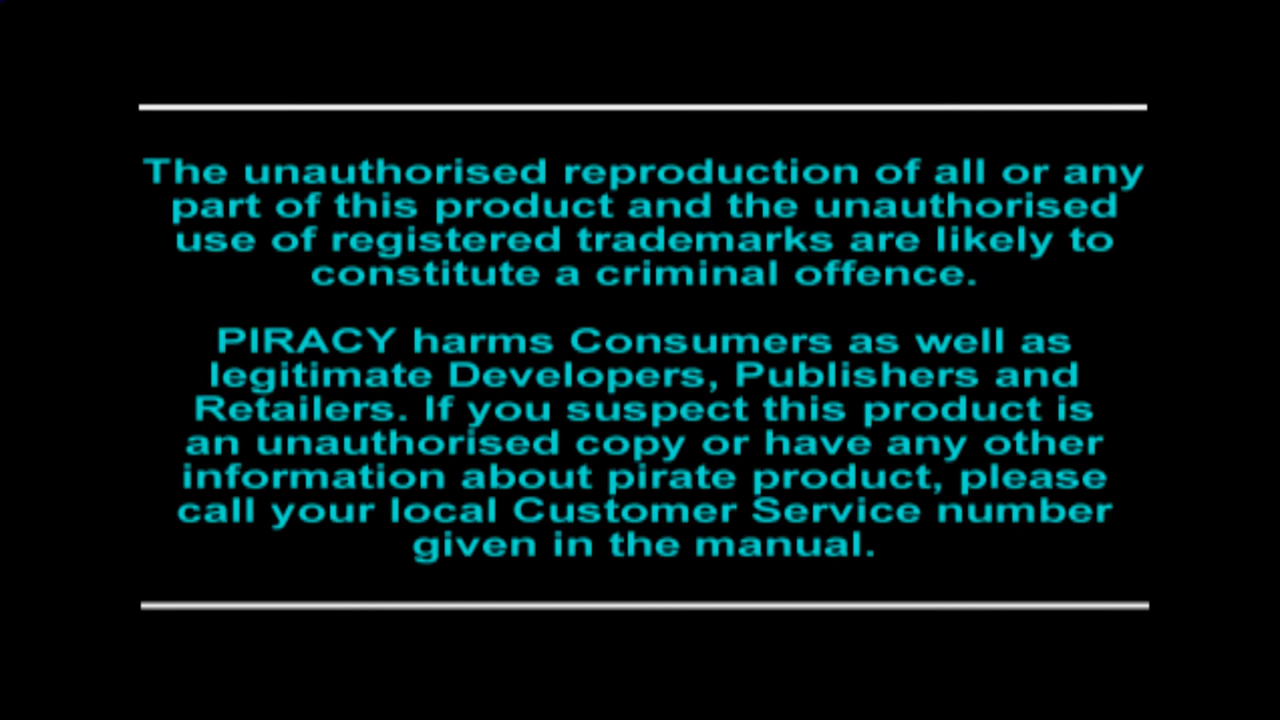 The unauthorised reproduction of all or any
part of this product and the unauthorised
use of registered trademarks are likely to
constitute a criminal offence.
PIRACY harms Consumers as well as
legitimate Developers, Publishers and
Retailers. If you suspect this product is
an unauthorised copy or have any other
information about pirate product, please
call your local Customer Service number
given in the manual.